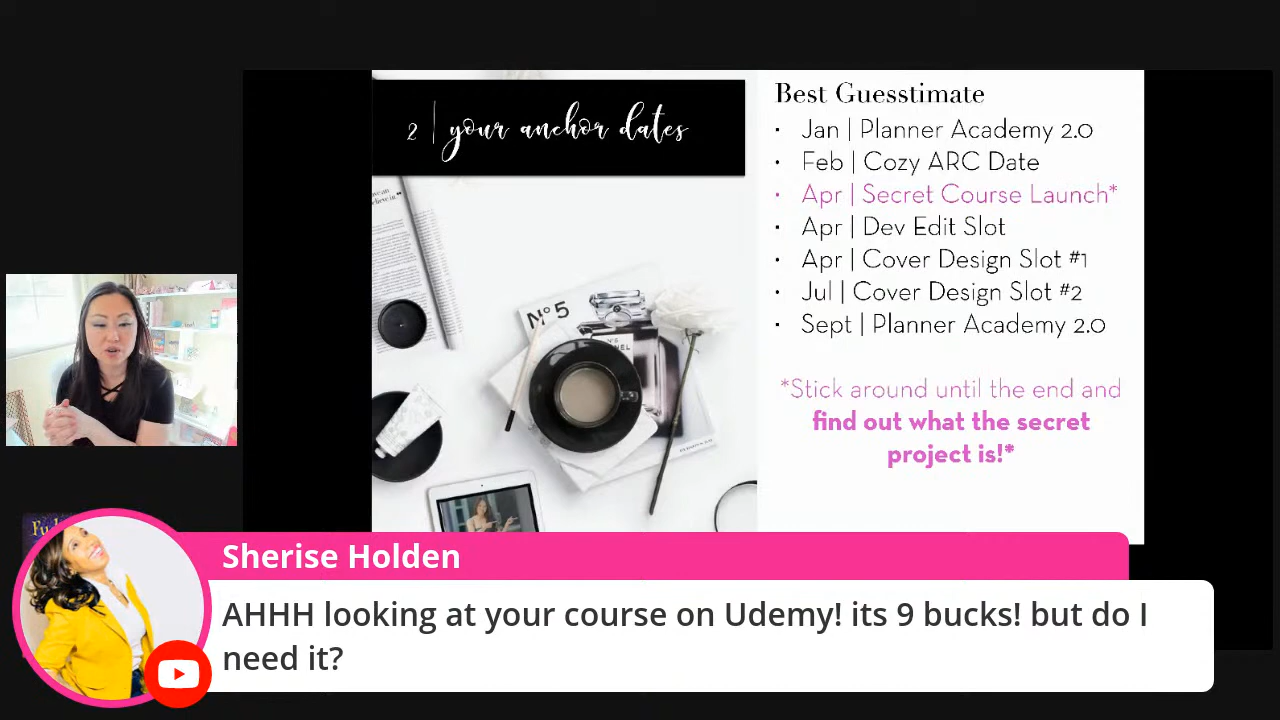 2 | your anchor dates
Best Guesstimate
• Jan | Planner Academy 2.0
• Feb | Cozy ARC Date
• Apr | Secret Course Launch*
• Apr | Dev Edit Slot
• Apr | Cover Design Slot #1
• Jul | Cover Design Slot #2
• Sept | Planner Academy 2.0
*Stick around until the end and
find out what the secret
project is!*
N°5
Sherise Holden
AHHH looking at your course on Udemy! its 9 bucks! but do I
need it?